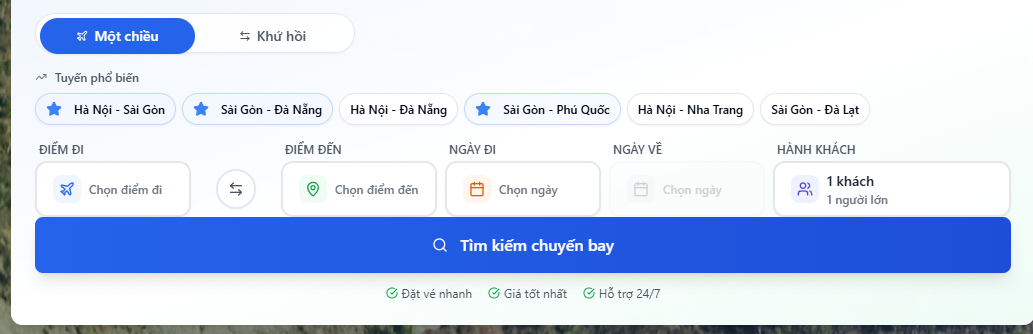 Một chiều Khứ hồi
Tuyến phổ biến
Hà Nội - Sài Gòn Sài Gòn - Đà Nẵng Hà Nội - Đà Nẵng Sài Gòn - Phú Quốc Hà Nội - Nha Trang Sài Gòn - Đà Lạt
ĐIỂM ĐI ĐIỂM ĐẾN NGÀY ĐI NGÀY VỀ HÀNH KHÁCH
Chọn điểm đi Chọn điểm đến Chọn ngày Chọn ngày 1 khách
1 người lớn
Tìm kiếm chuyến bay
Đặt vé nhanh Giá tốt nhất Hỗ trợ 24/7